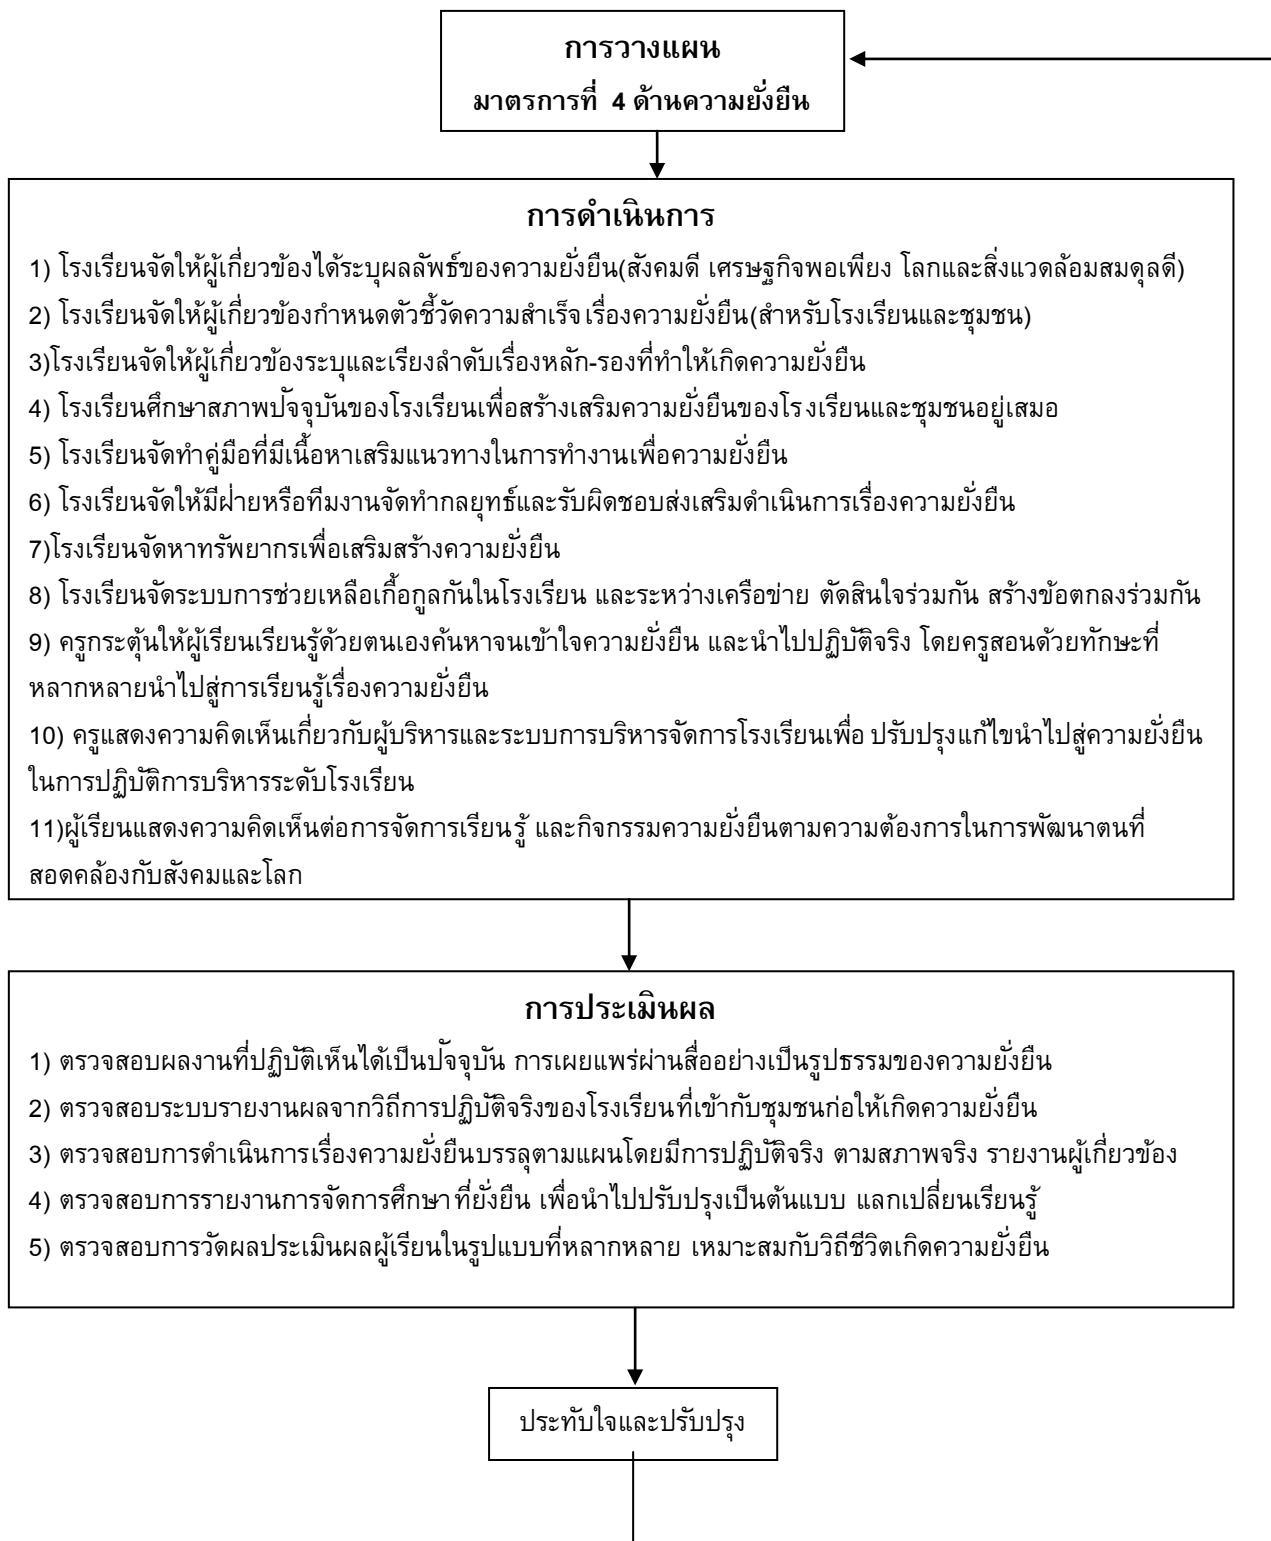 การวางแผน
มาตรการที่ 4 ด้านความยั่งยืน
การดำเนินการ
1) โรงเรียนจัดให้ผู้เกี่ยวข้องได้ระบุผลลัพธ์ของความยั่งยืน(สังคมดี เศรษฐกิจพอเพียง โลกและสิ่งแวดล้อมสมดุลดี)
2) โรงเรียนจัดให้ผู้เกี่ยวข้องกำหนดตัวชี้วัดความสำเร็จ เรื่องความยั่งยืน(สำหรับโรงเรียนและชุมชน)
3)โรงเรียนจัดให้ผู้เกี่ยวข้องระบุและเรียงลำดับเรื่องหลัก-รองที่ทำให้เกิดความยั่งยืน
4) โรงเรียนศึกษาสภาพปัจจุบันของโรงเรียนเพื่อสร้างเสริมความยั่งยืนของโรงเรียนและชุมชนอยู่เสมอ
5) โรงเรียนจัดทำคู่มือที่มีเนื้อหาเสริมแนวทางในการทำงานเพื่อความยั่งยืน
6) โรงเรียนจัดให้มีฝ่ายหรือทีมงานจัดทำกลยุทธ์และรับผิดชอบส่งเสริมดำเนินการเรื่องความยั่งยืน
7)โรงเรียนจัดหาทรัพยากรเพื่อเสริมสร้างความยั่งยืน
8) โรงเรียนจัดระบบการช่วยเหลือเกื้อกูลกันในโรงเรียน และระหว่างเครือข่าย ตัดสินใจร่วมกัน สร้างข้อตกลงร่วมกัน
9) ครูกระตุ้นให้ผู้เรียนเรียนรู้ด้วยตนเองค้นหาจนเข้าใจความยั่งยืน และนำไปปฏิบัติจริง โดยครูสอนด้วยทักษะที่
หลากหลายนำไปสู่การเรียนรู้เรื่องความยั่งยืน
10) ครูแสดงความคิดเห็นเกี่ยวกับผู้บริหารและระบบการบริหารจัดการโรงเรียนเพื่อ ปรับปรุงแก้ไขนำไปสู่ความยั่งยืน
ในการปฏิบัติการบริหารระดับโรงเรียน
11)ผู้เรียนแสดงความคิดเห็นต่อการจัดการเรียนรู้ และกิจกรรมความยั่งยืนตามความต้องการในการพัฒนาตนที่
สอดคล้องกับสังคมและโลก
การประเมินผล
1) ตรวจสอบผลงานที่ปฏิบัติเห็นได้เป็นปัจจุบัน การเผยแพร่ผ่านสื่ออย่างเป็นรูปธรรมของความยั่งยืน
2) ตรวจสอบระบบรายงานผลจากวิถีการปฏิบัติจริงของโรงเรียนที่เข้ากับชุมชนก่อให้เกิดความยั่งยืน
3) ตรวจสอบการดำเนินการเรื่องความยั่งยืนบรรลุตามแผนโดยมีการปฏิบัติจริง ตามสภาพจริง รายงานผู้เกี่ยวข้อง
4) ตรวจสอบการรายงานการจัดการศึกษาที่ยั่งยืน เพื่อนำไปปรับปรุงเป็นต้นแบบ แลกเปลี่ยนเรียนรู้
5) ตรวจสอบการวัดผลประเมินผลผู้เรียนในรูปแบบที่หลากหลาย เหมาะสมกับวิถีชีวิตเกิดความยั่งยืน
ประทับใจและปรับปรุง